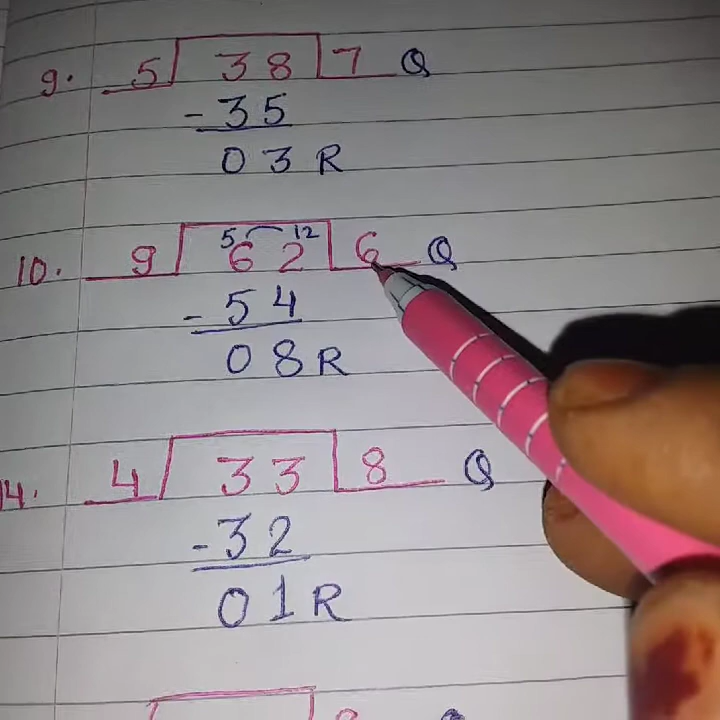 9. 5 38 7 Q
- 35
03 R
5 12
10. 9 62 6 Q
- 54
08 R
14. 4 33 8 Q
- 32
01 R